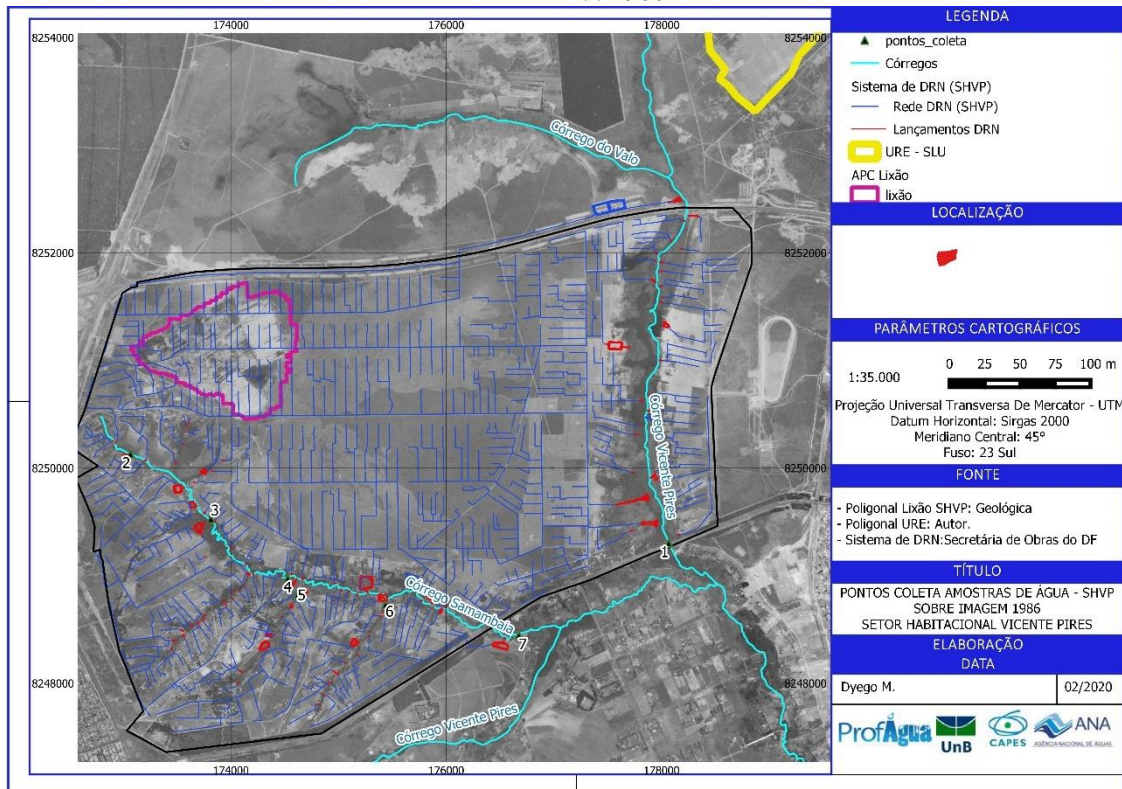 174000
176000
178000
8254000
8254000
Córrego do Valo
8252000
8252000
8250000
8250000
Córrego Vicente Pires
1
2
3
4
5
6
7
Córrego Samambaia
Córrego Vicente Pires
8248000
8248000
174000
176000
178000
LEGENDA
pontos_coleta
Córregos
Sistema de DRN (SHVP)
Rede DRN (SHVP)
Lançamentos DRN
URE - SLU
APC Lixão
lixão
LOCALIZAÇÃO
PARÂMETROS CARTOGRÁFICOS
1:35.000
0 25 50 75 100 m
Projeção Universal Transversa De Mercator - UTM
Datum Horizontal: Sirgas 2000
Meridiano Central: 45°
Fuso: 23 Sul
FONTE
- Poligonal Lixão SHVP: Geológica
- Poligonal URE: Autor.
- Sistema de DRN:Secretária de Obras do DF
TÍTULO
PONTOS COLETA AMOSTRAS DE ÁGUA - SHVP
SOBRE IMAGEM 1986
SETOR HABITACIONAL VICENTE PIRES
ELABORAÇÃO
DATA
Dyego M. 02/2020
ProfÁgua
UnB
CAPES
ANA
AGÊNCIA NACIONAL DE ÁGUAS